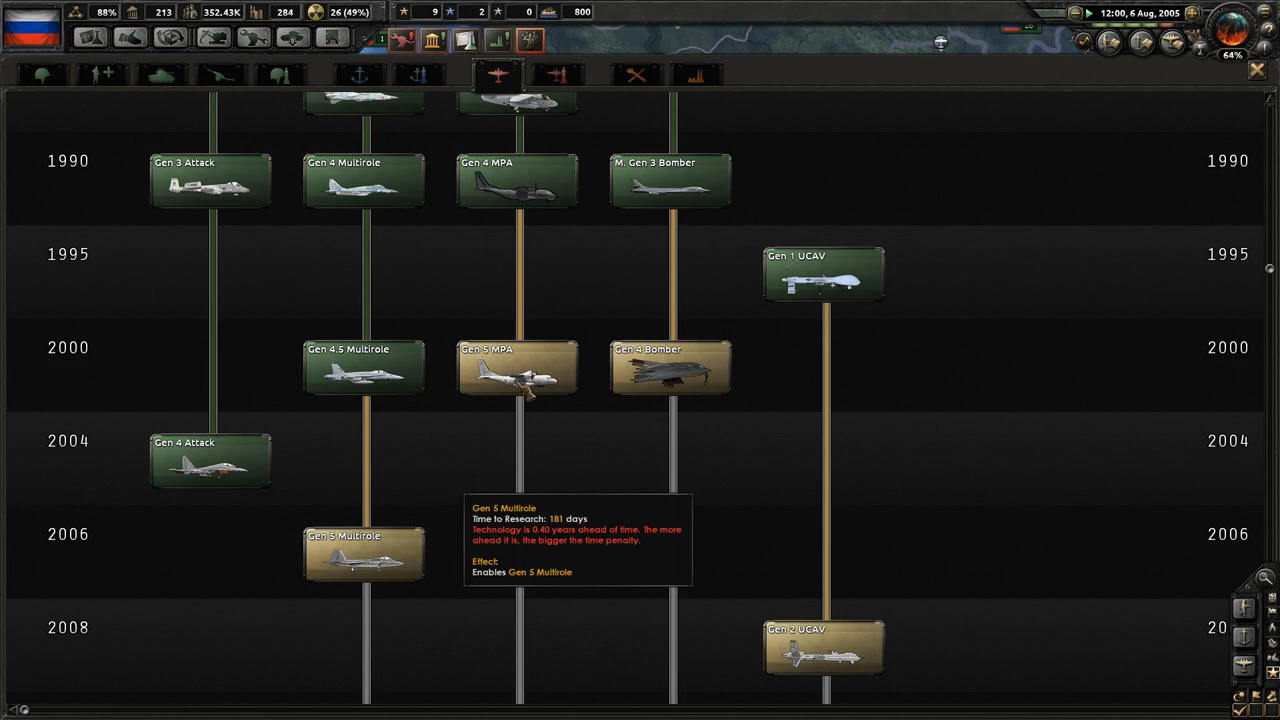 88% 213 352.43K 284 26 (49%) 9 2 0 800 12:00, 6 Aug, 2005
1
64%
1990 Gen 3 Attack Gen 4 Multirole Gen 4 MPA M. Gen 3 Bomber 1990
1995 Gen 1 UCAV 1995
2000 Gen 4.5 Multirole Gen 5 MPA Gen 4 Bomber 2000
2004 Gen 4 Attack 2004
Gen 5 Multirole
Time to Research: 181 days
Technology is 0.40 years ahead of time. The more
ahead it is, the bigger the time penalty.
2006 Gen 5 Multirole 2006
Effect:
Enables Gen 5 Multirole
2008 Gen 2 UCAV 20